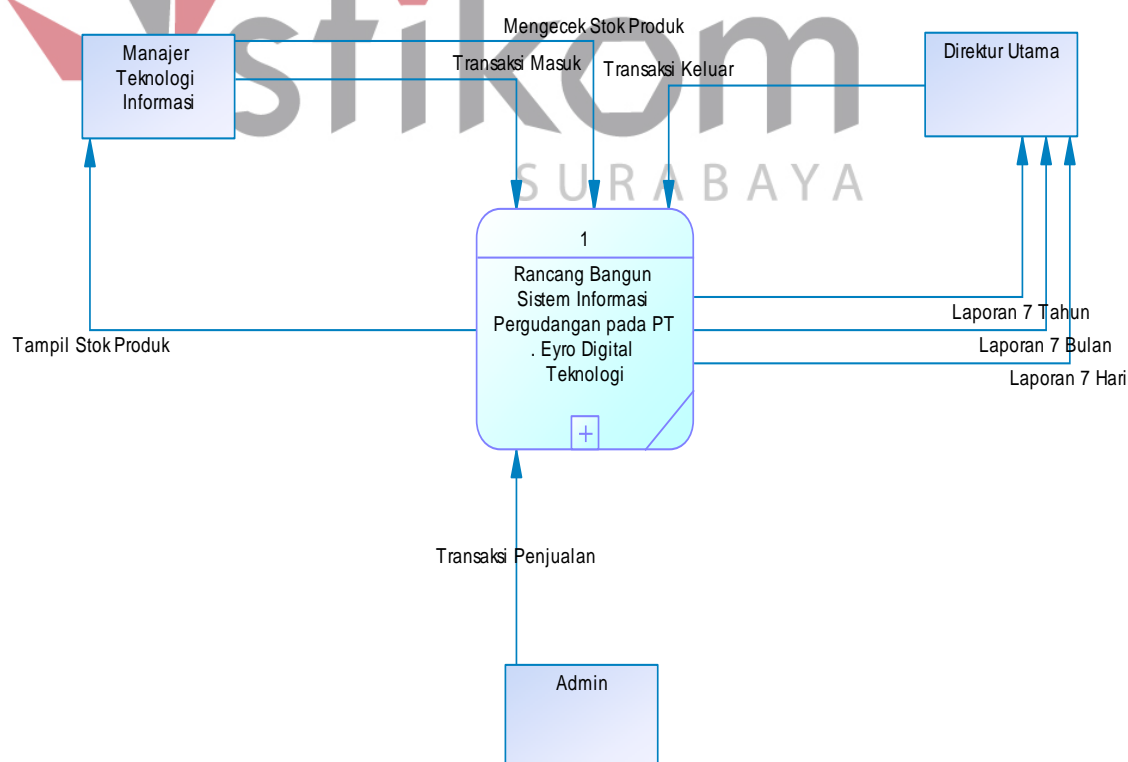 stikom
SURABAYA
Mengecek Stok Produk
Manajer
Teknologi
Informasi
Transaksi Masuk
Transaksi Keluar
Direktur Utama
1
Rancang Bangun
Sistem Informasi
Pergudangan pada PT
. Eyro Digital
Teknologi
+
Laporan 7 Tahun
Laporan 7 Bulan
Laporan 7 Hari
Tampil Stok Produk
Transaksi Penjualan
Admin